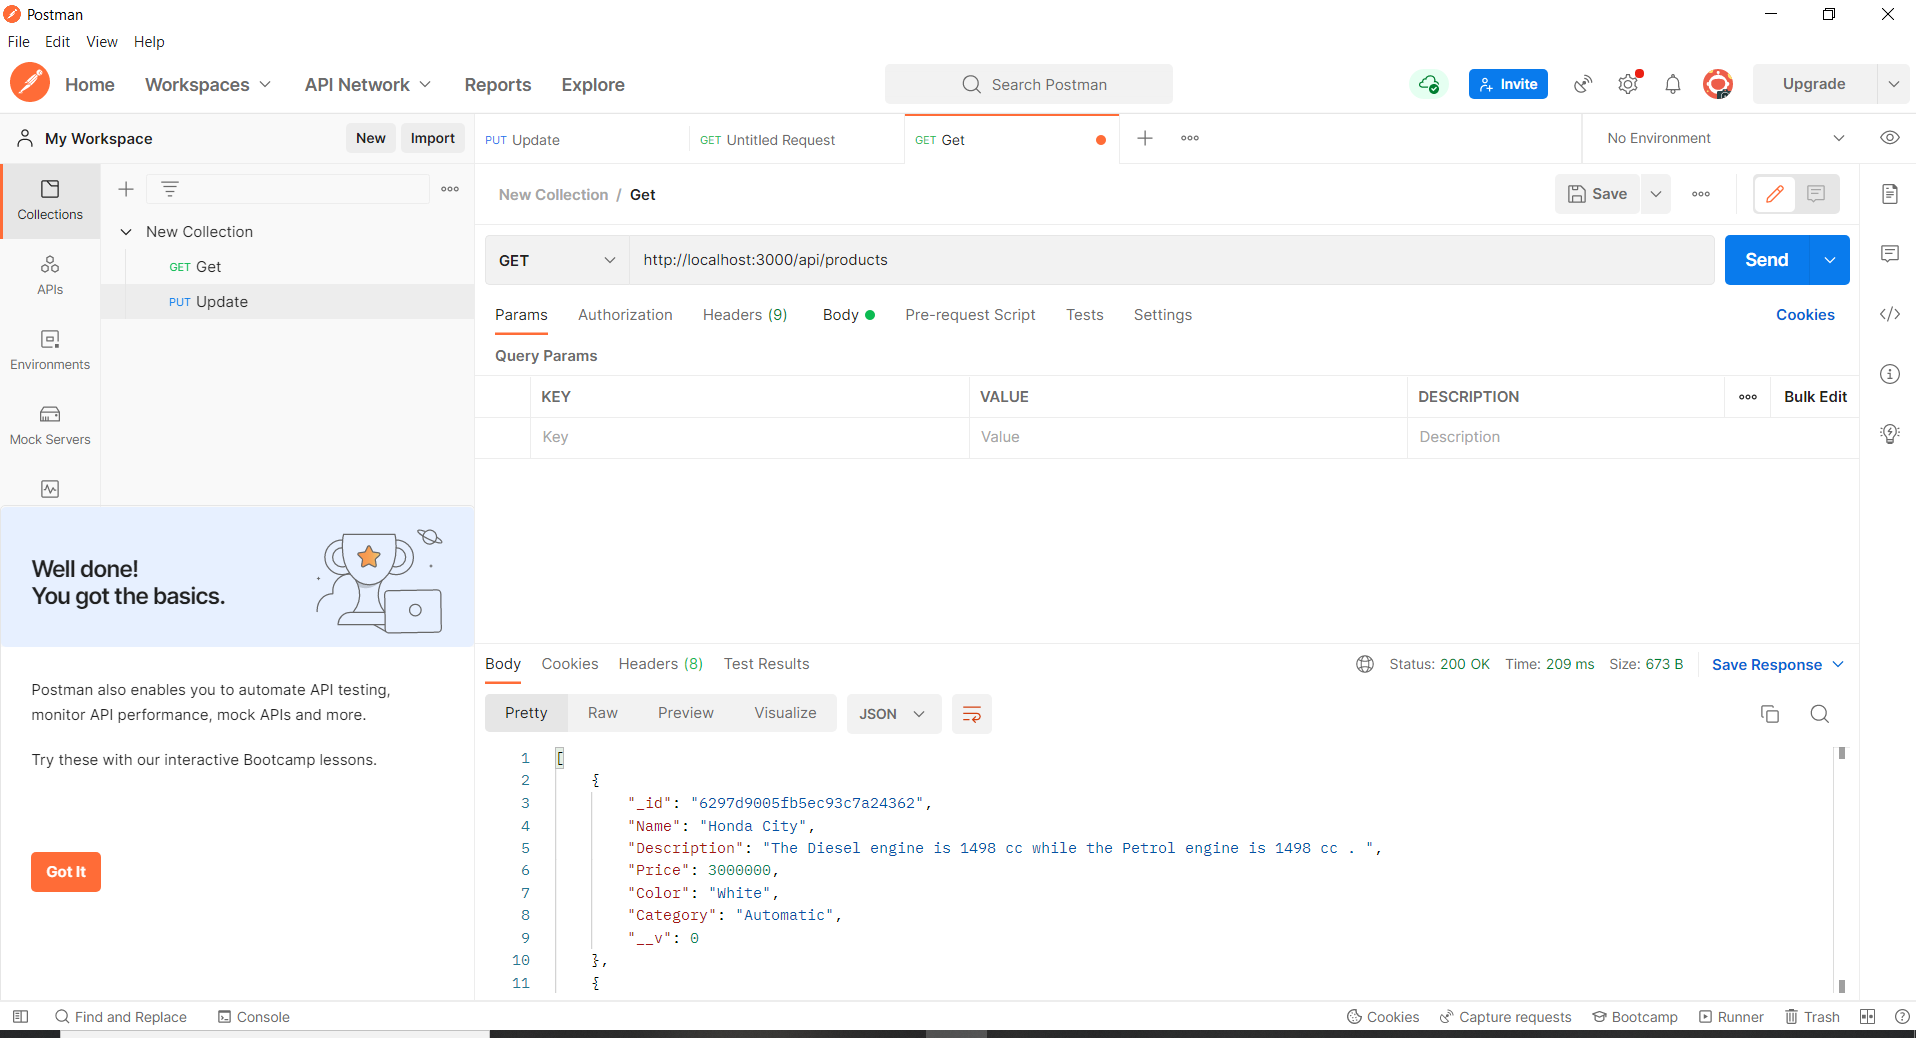 Postman
File Edit View Help
Home Workspaces API Network Reports Explore Search Postman Invite Upgrade
My Workspace New Import PUT Update GET Untitled Request GET Get No Environment
New Collection / Get Save
Collections
New Collection
GET Get
PUT Update
APIs
Environments
Mock Servers
GET http://localhost:3000/api/products Send
Params Authorization Headers (9) Body Pre-request Script Tests Settings Cookies
Query Params
KEY VALUE DESCRIPTION Bulk Edit
Key Value Description
Well done!
You got the basics.
Postman also enables you to automate API testing,
monitor API performance, mock APIs and more.
Try these with our interactive Bootcamp lessons.
Got It
Body Cookies Headers (8) Test Results Status: 200 OK Time: 209 ms Size: 673 B Save Response
Pretty Raw Preview Visualize JSON
1 [
2 {
3 "_id": "6297d9005fb5ec93c7a24362",
4 "Name": "Honda City",
5 "Description": "The Diesel engine is 1498 cc while the Petrol engine is 1498 cc . ",
6 "Price": 3000000,
7 "Color": "White",
8 "Category": "Automatic",
9 "__v": 0
10 },
11 {
Find and Replace Console Cookies Capture requests Bootcamp Runner Trash